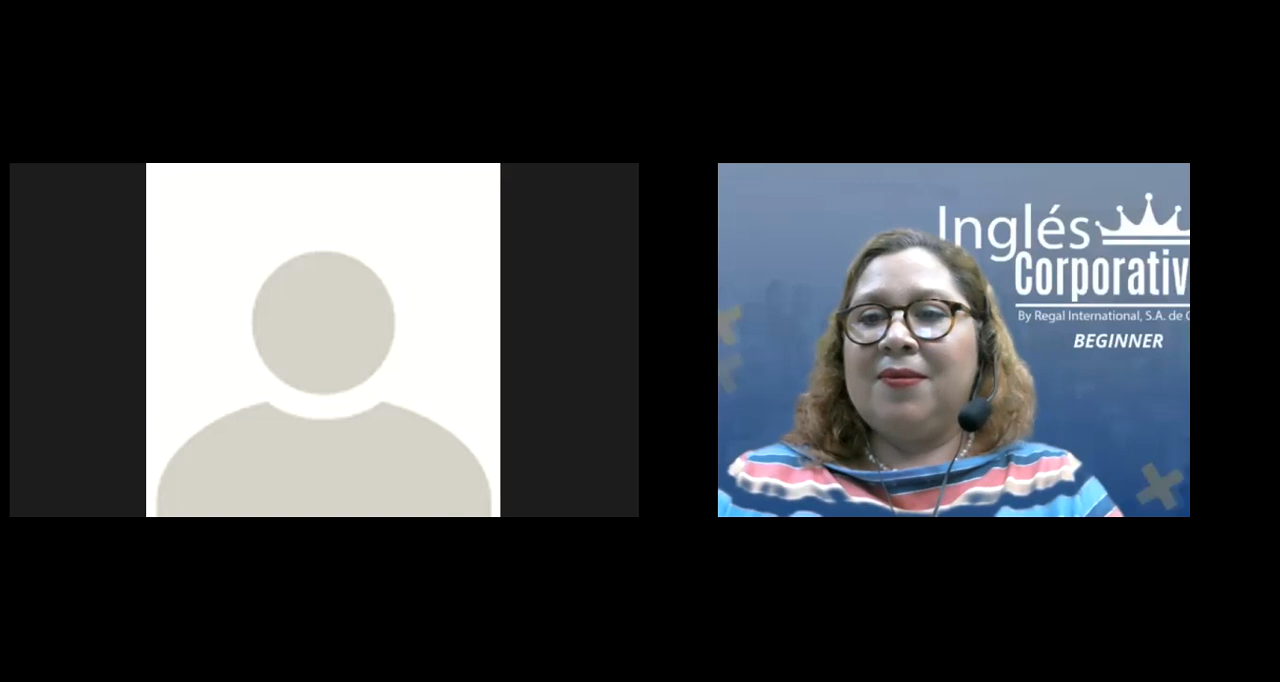 Inglés
Corporativ
By Regal International, S.A. de C
BEGINNER